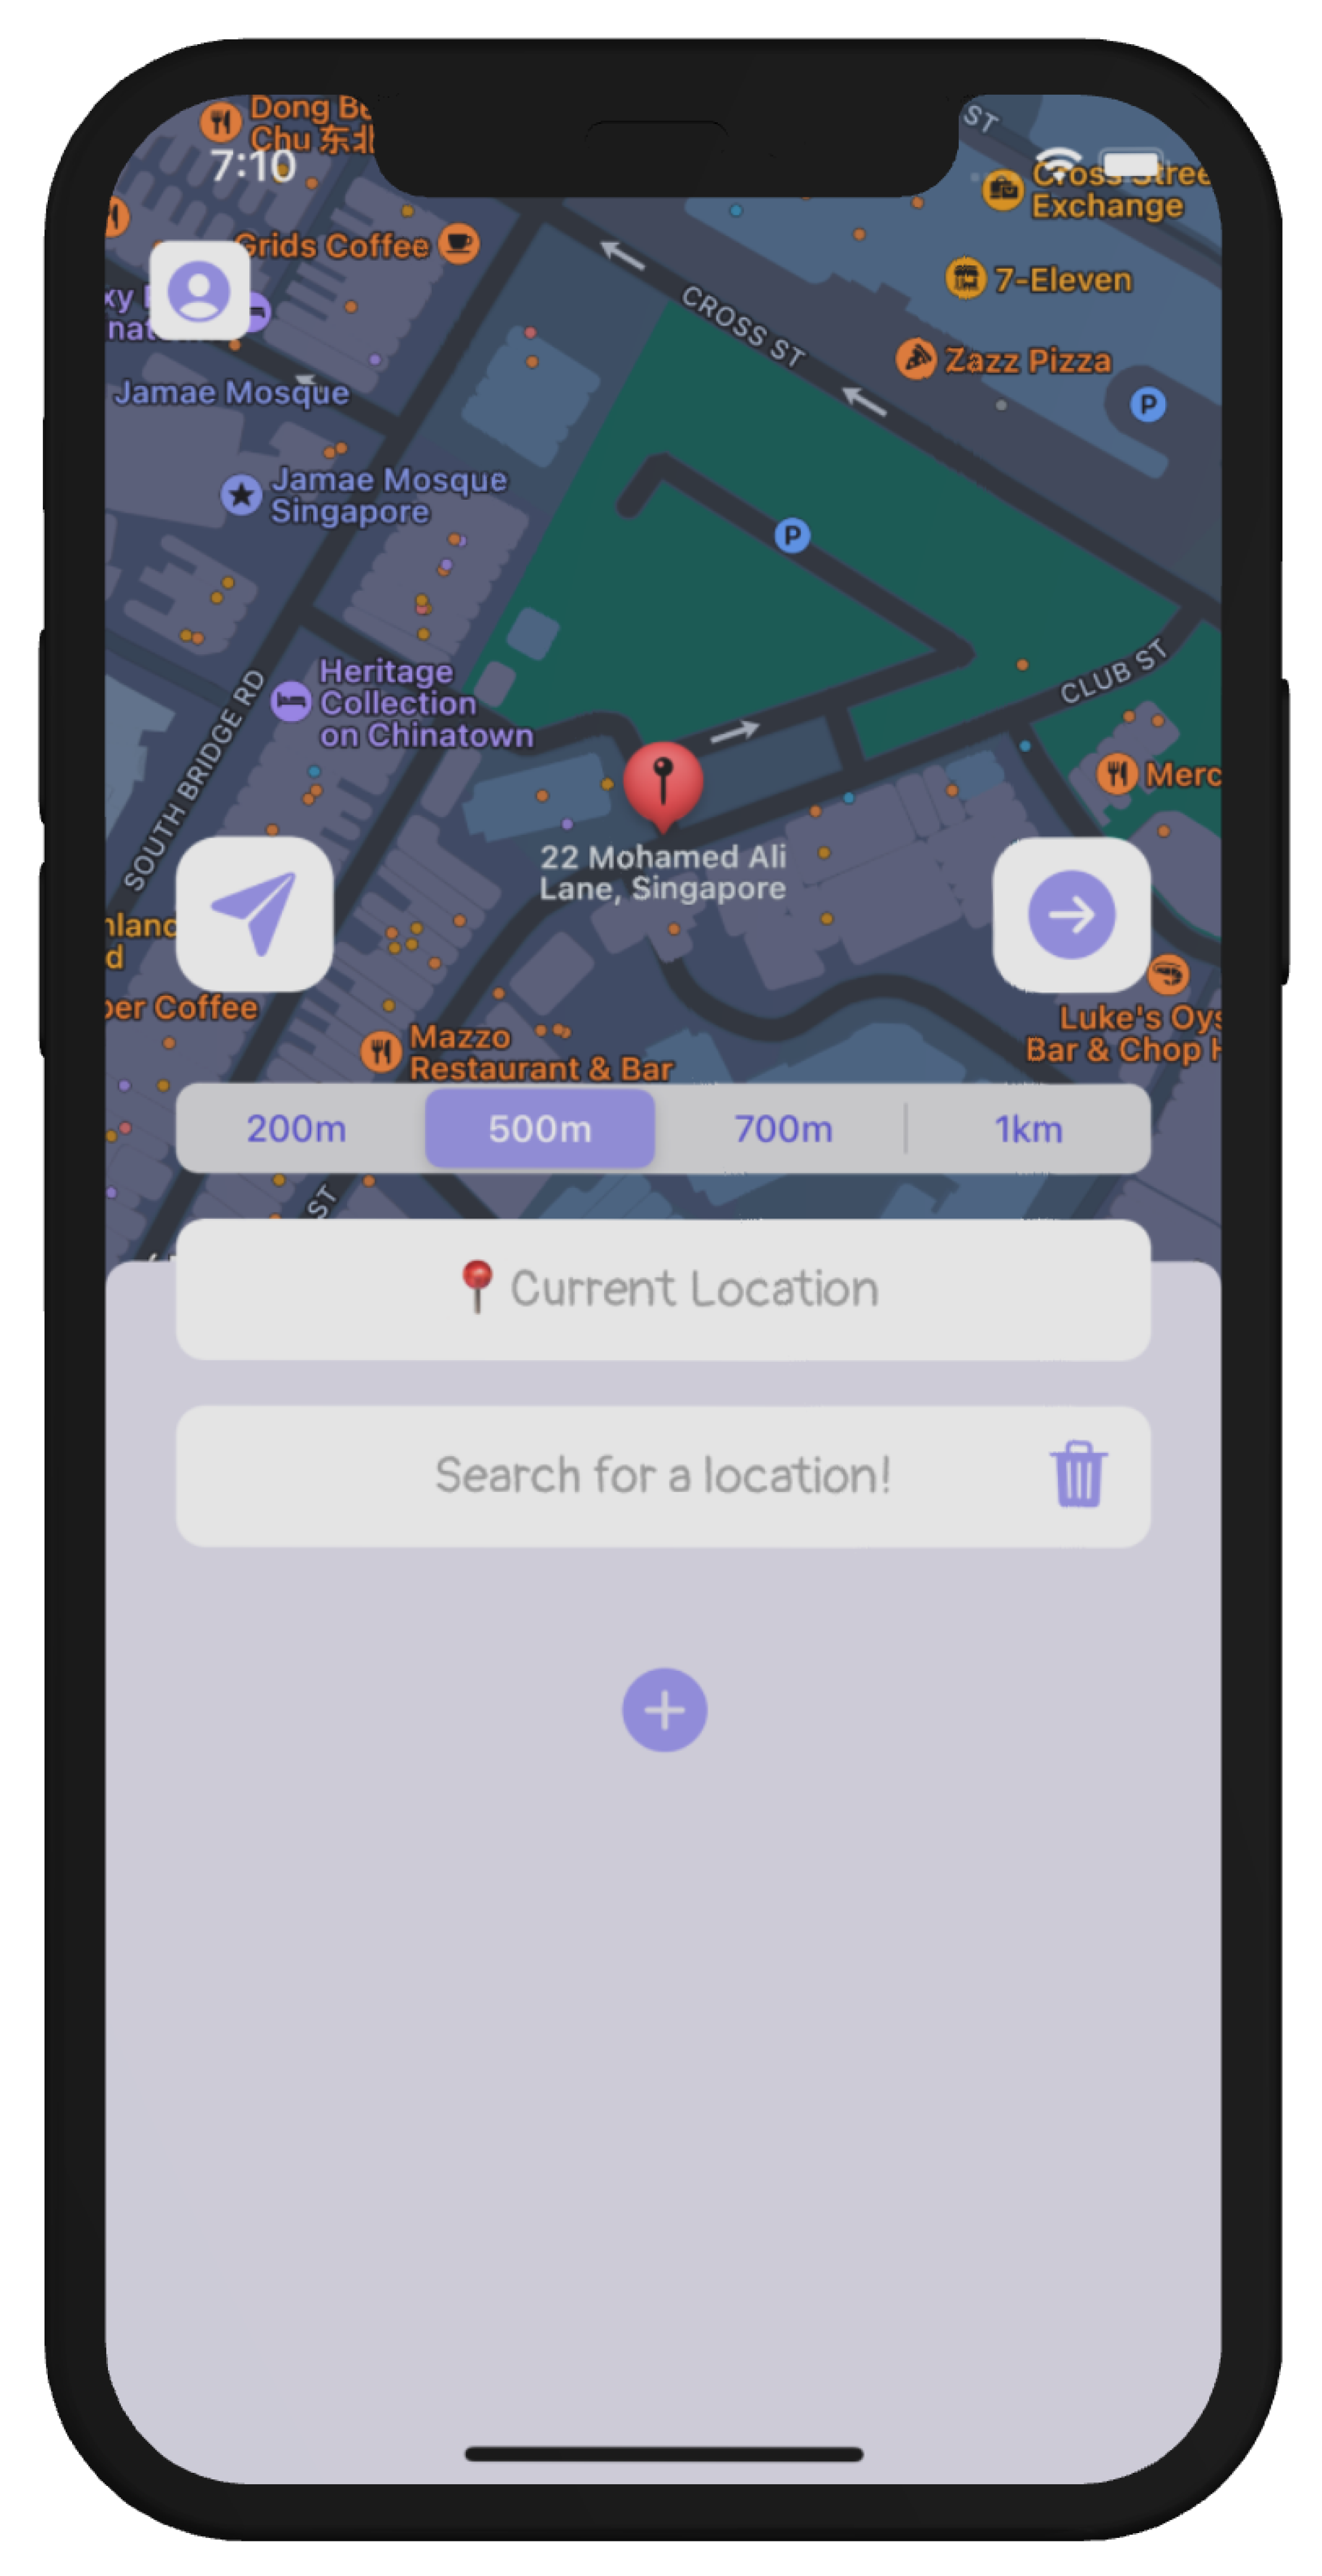 Dong
Chu 东北
7:10
ST
Cross Stree
Exchange
Grids Coffee
7-Eleven
CROSS ST
Zazz Pizza
P
Jamae Mosque
Jamae Mosque
Singapore
P
Heritage
Collection
on Chinatown
CLUB ST
SOUTH BRIDGE RD
Merc
22 Mohamed Ali
Lane, Singapore
Coffee
Luke's Oys
Bar & Chop
Mazzo
Restaurant & Bar
200m
500m
700m
1km
ST
Current Location
Search for a location!